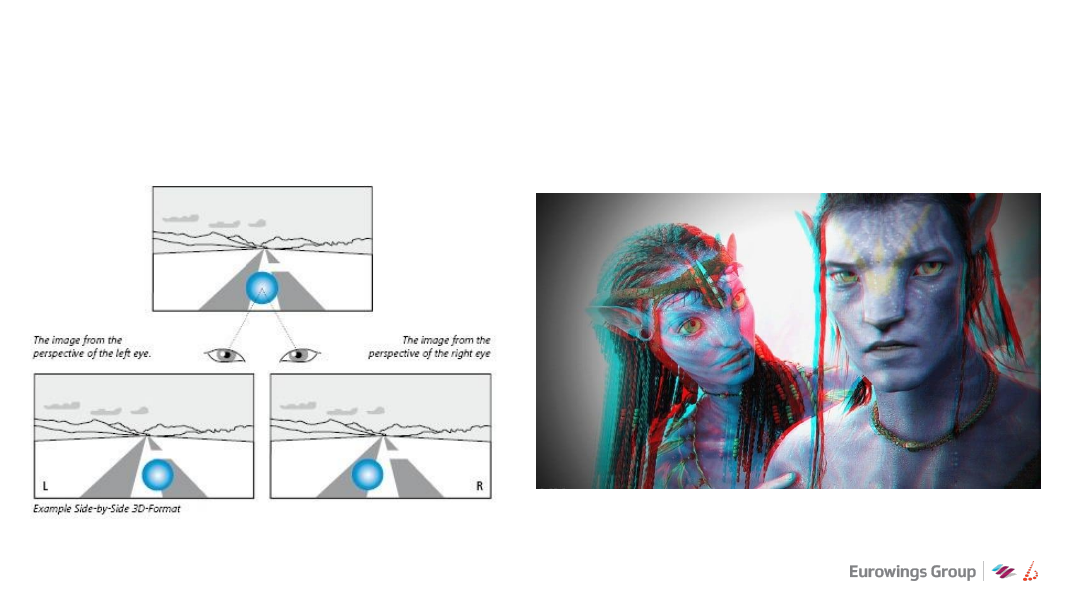 The image from the
perspective of the left eye.
The image from the
perspective of the right eye
L
R
Example Side-by-Side 3D-Format
Eurowings Group